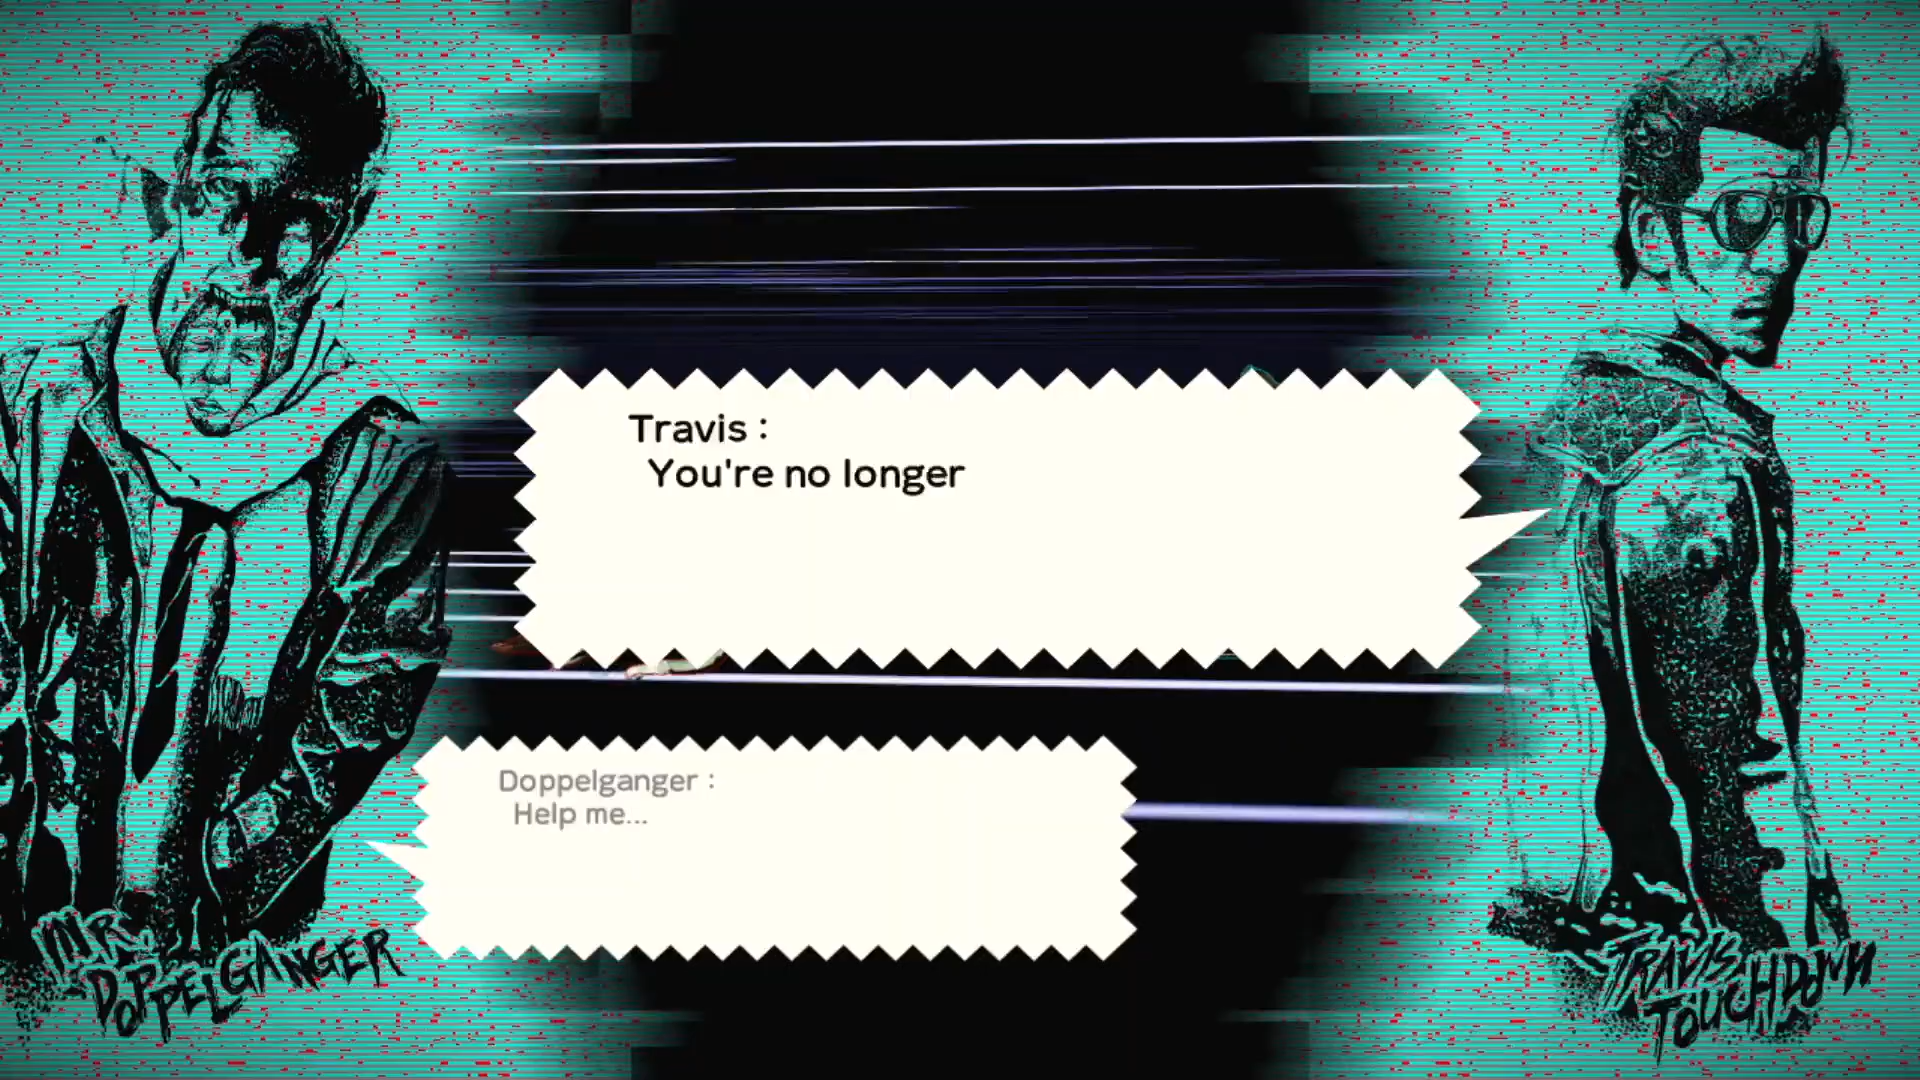 Travis :
You're no longer
Doppelganger :
Help me...
MR.
DOPPELGANGER
TRAVIS
TOUCHDOWN